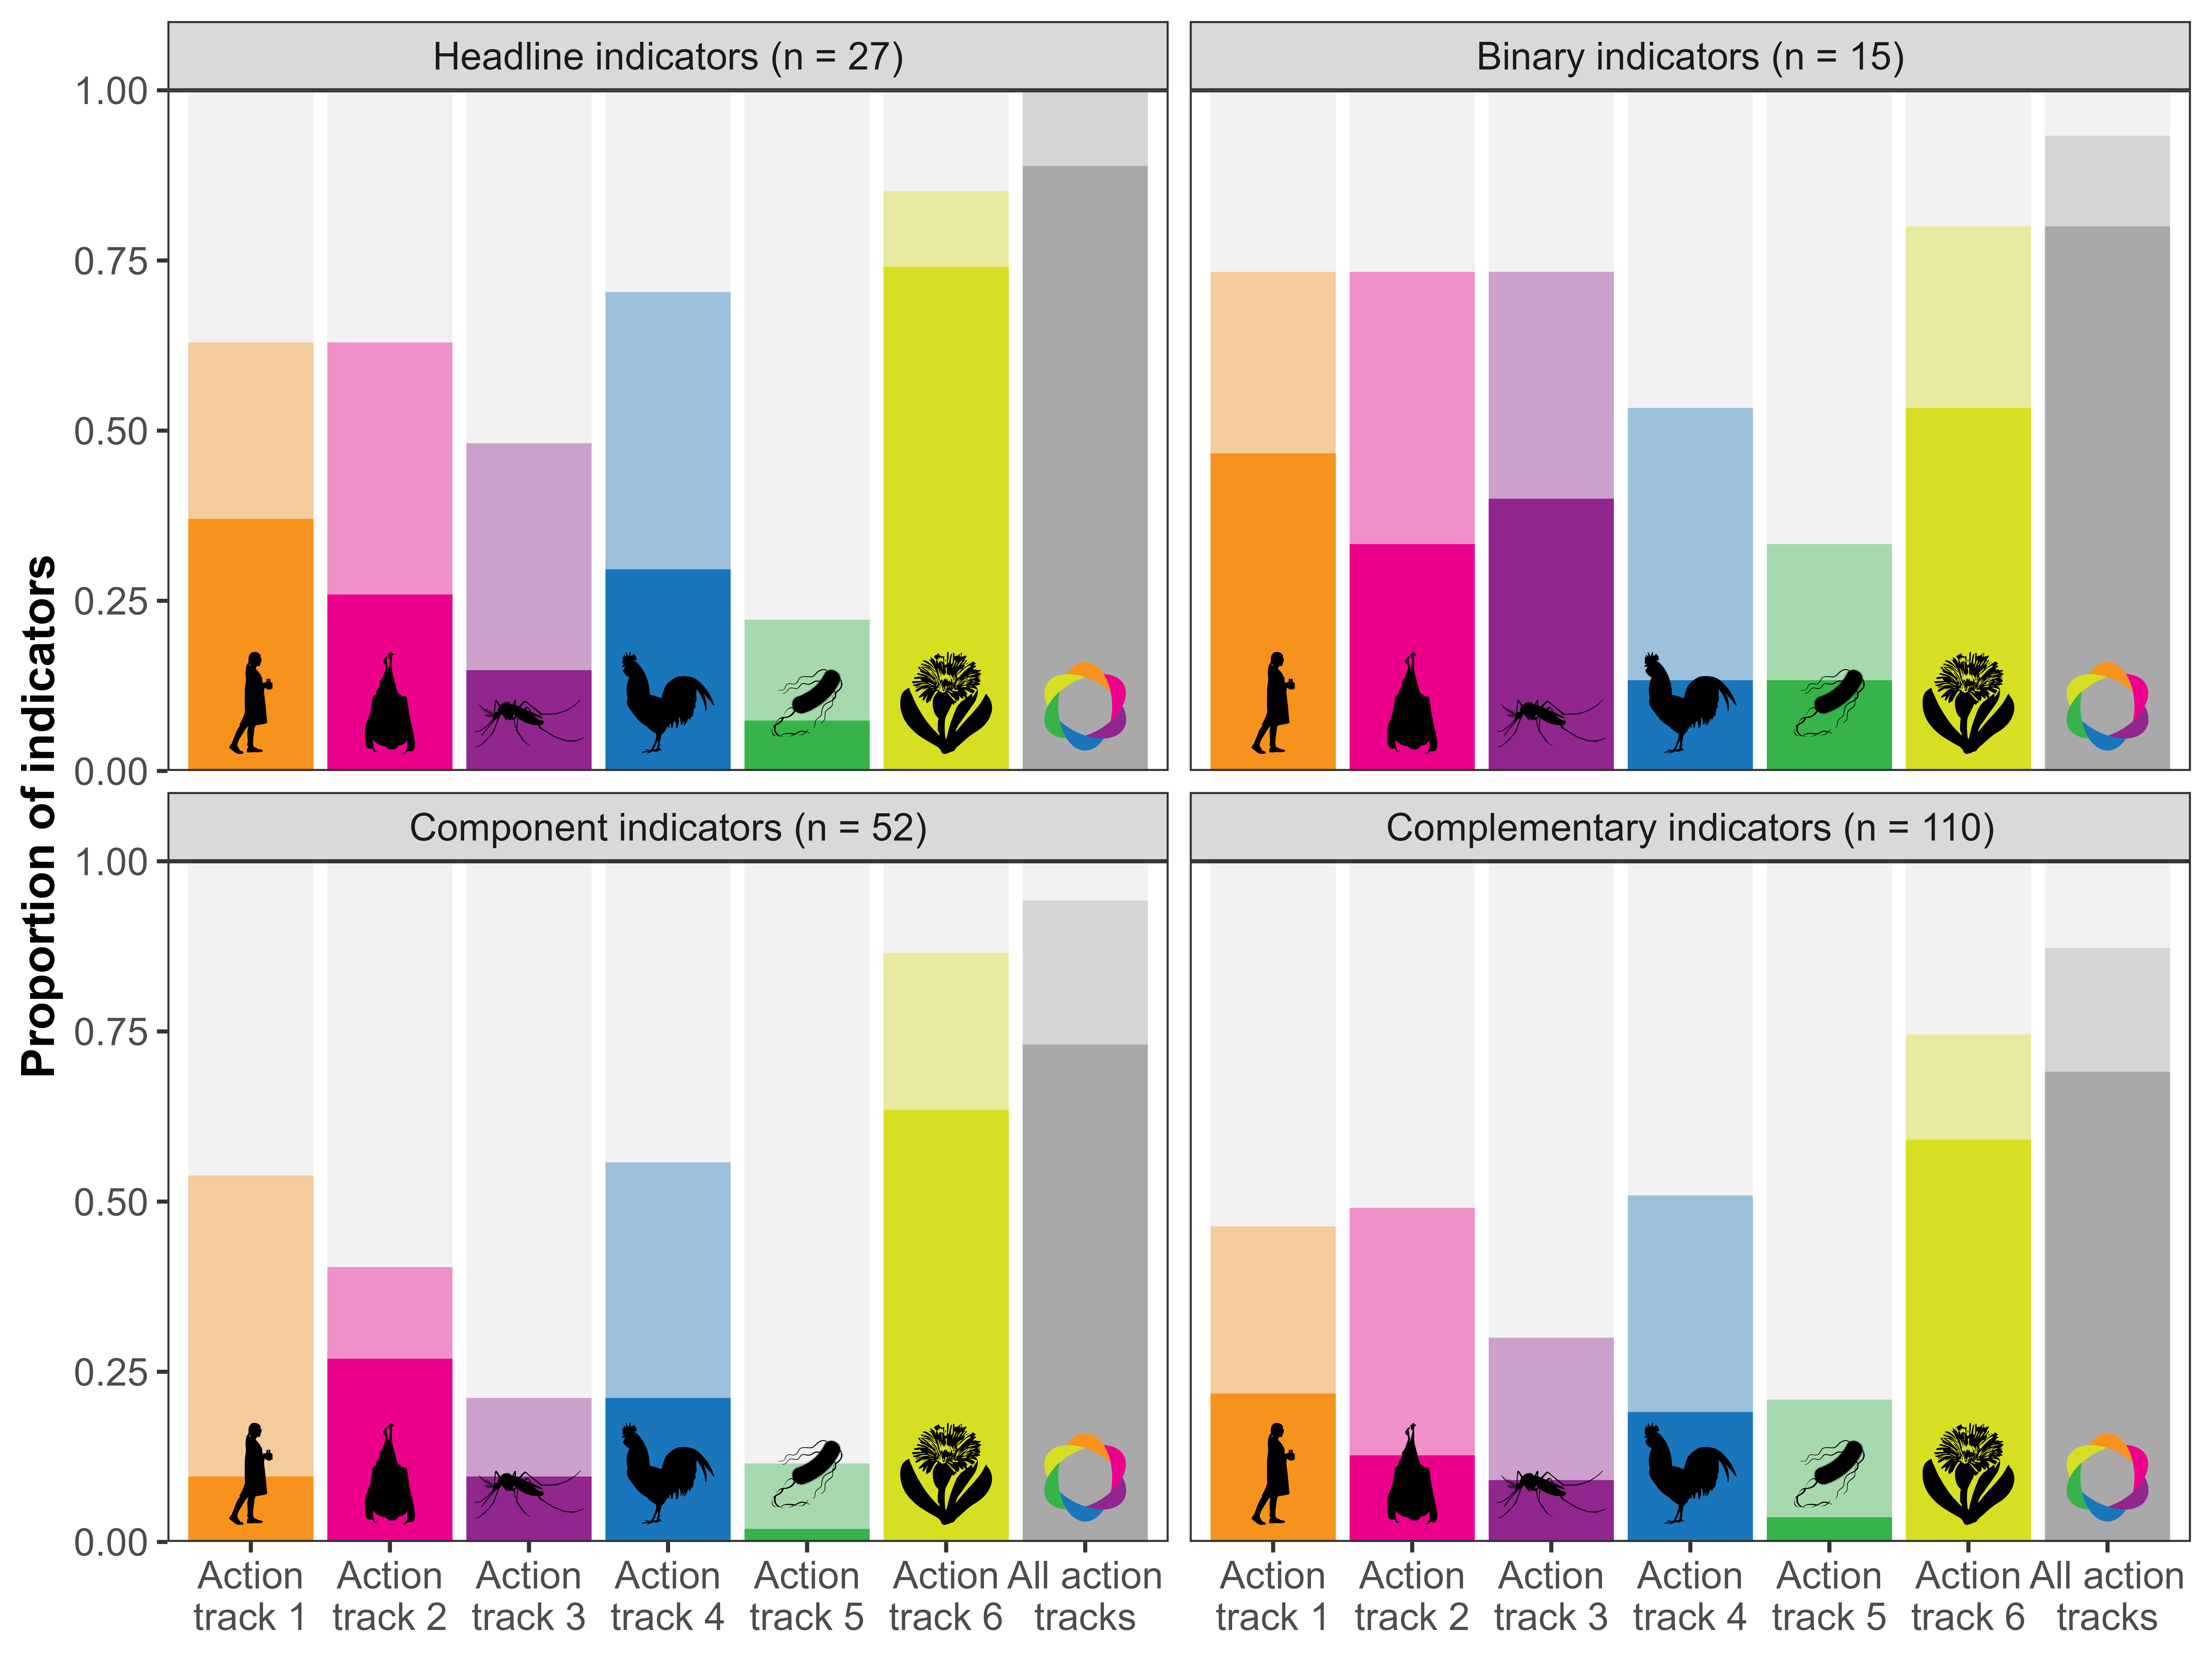 Headline indicators (n = 27)
Binary indicators (n = 15)
1.00
0.75
0.50
0.25
0.00
Proportion of indicators
Component indicators (n = 52)
Complementary indicators (n = 110)
1.00
0.75
0.50
0.25
0.00
Action
track 1
Action
track 2
Action
track 3
Action
track 4
Action
track 5
Action
track 6
All action
tracks
Action
track 1
Action
track 2
Action
track 3
Action
track 4
Action
track 5
Action
track 6
All action
tracks